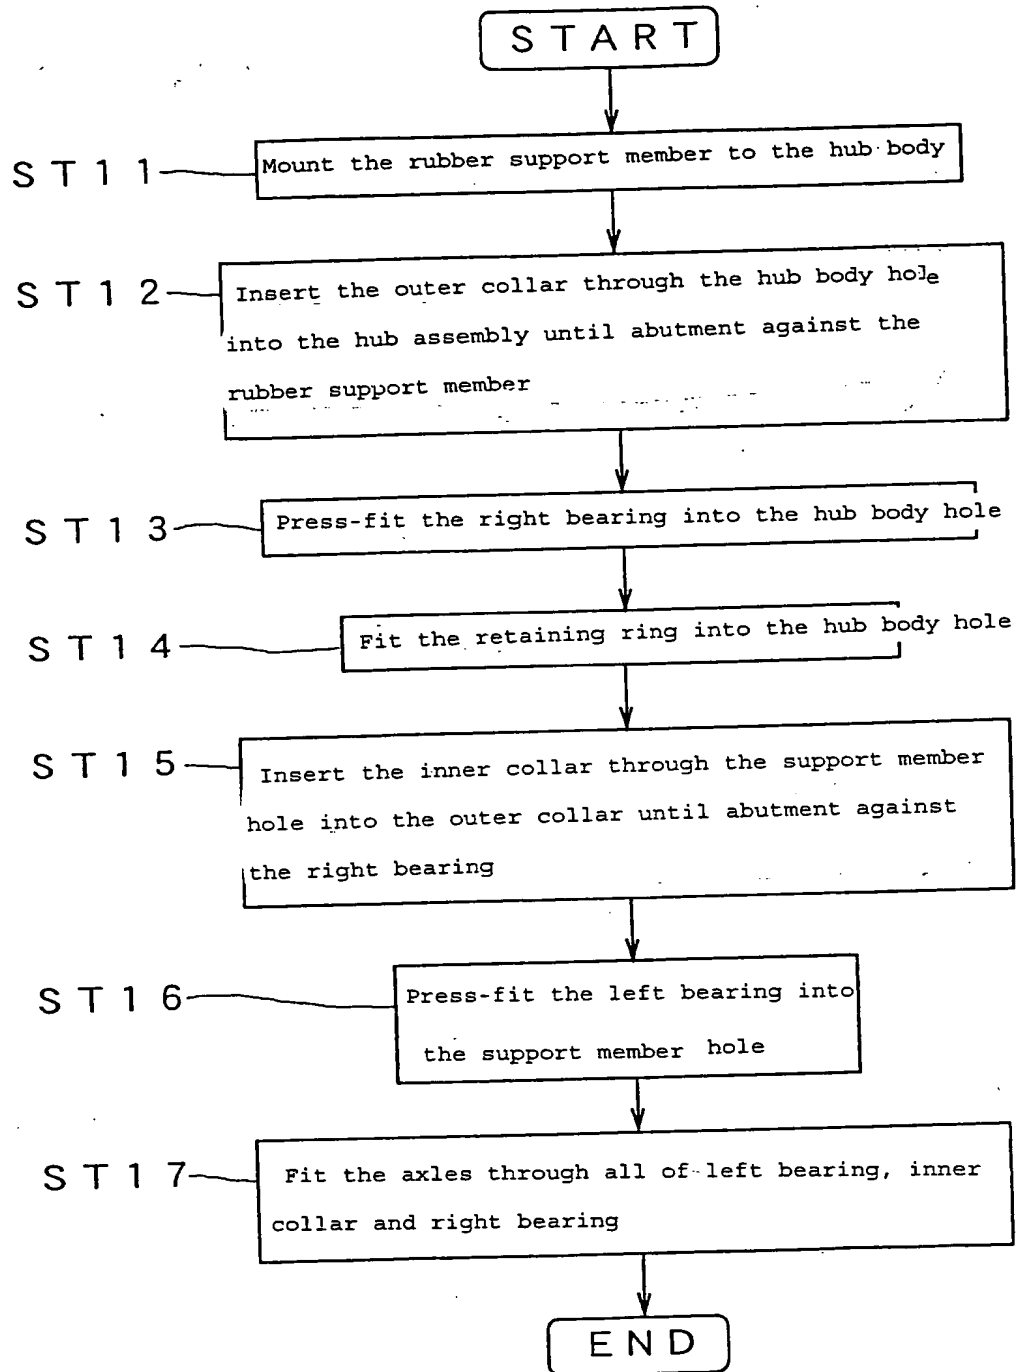 START
ST11
Mount the rubber support member to the hub body
ST12
Insert the outer collar through the hub body hole
into the hub assembly until abutment against the
rubber support member
ST13
Press-fit the right bearing into the hub body hole
ST14
Fit the retaining ring into the hub body hole
ST15
Insert the inner collar through the support member
hole into the outer collar until abutment against
the right bearing
ST16
Press-fit the left bearing into
the support member hole
ST17
Fit the axles through all of left bearing, inner
collar and right bearing
END